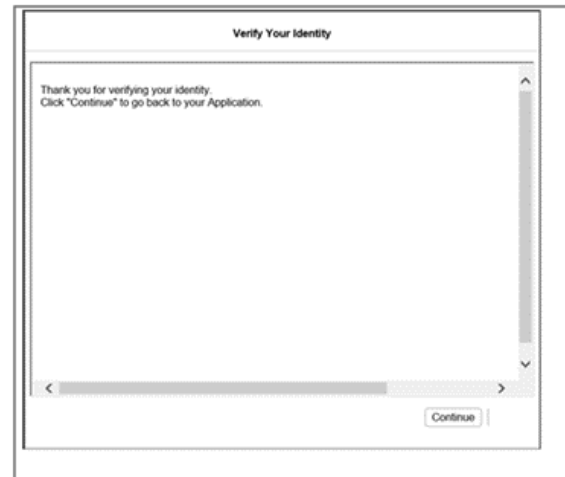 Verify Your Identity
Thank you for verifying your identity.
Click "Continue" to go back to your Application.
Continue